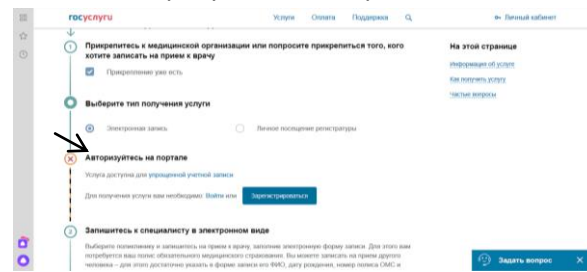 госуслуги Услуги Оплата Поддержка Личный кабинет
1 Прикрепитесь к медицинской организации или попросите прикрепиться того, кого
хотите записать на прием к врачу
Прикрепление уже есть
На этой странице
Информация об услуге
Как получить услугу
Частые вопросы
Выберите тип получения услуги
Электронная запись Личное посещение регистратуры
Авторизуйтесь на портале
Услуга доступна для упрощенной учетной записи
Для получения услуги вам необходимо: Войти или Зарегистрироваться
2 Запишитесь к специалисту в электронном виде
Выберите поликлинику и запишитесь на прием к врачу, заполнив электронную форму записи. Для этого вам
потребуется ваш полис обязательного медицинского страхования. Вы можете записать на прием другого
человека – для этого достаточно указать в форме записи его ФИО, дату рождения, номер полиса ОМС и
Задать вопрос